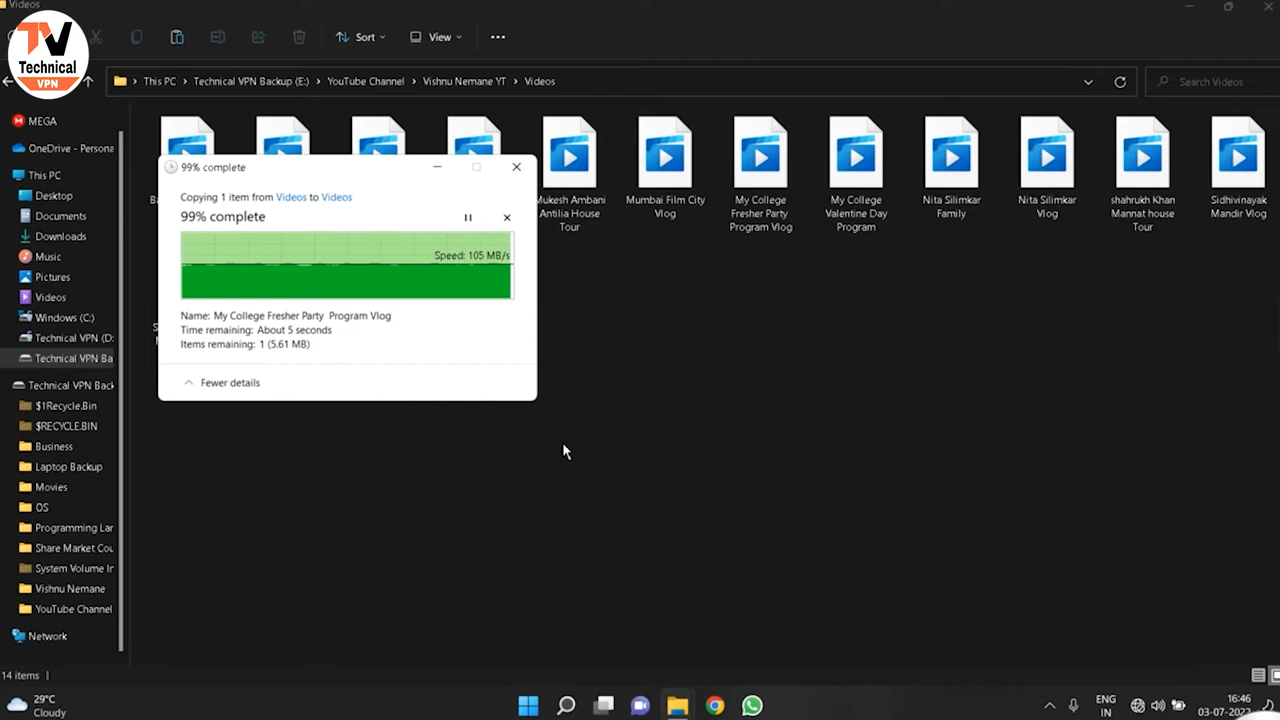 Videos
TV
Technical
VPN
Sort
View
This PC
Technical VPN Backup (E:)
YouTube Channel
Vishnu Nemane YT
Videos
Search Videos
MEGA
OneDrive - Persona
This PC
Desktop
Documents
Downloads
Music
Pictures
Videos
Windows (C:)
Technical VPN (D:
Technical VPN Ba
Technical VPN Back
$1Recycle.Bin
$RECYCLE.BIN
Business
Laptop Backup
Movies
OS
Programming Lar
Share Market Cou
System Volume In
Vishnu Nemane
YouTube Channel
Network
99% complete
Copying 1 item from Videos to Videos
99% complete
Speed: 105 MB/s
Name: My College Fresher Party Program Vlog
Time remaining: About 5 seconds
Items remaining: 1 (5.61 MB)
Fewer details
Mukesh Ambani
Antilia House
Tour
Mumbai Film City
Vlog
My College
Fresher Party
Program Vlog
My College
Valentine Day
Program
Nita Silimkar
Family
Nita Silimkar
Vlog
shahrukh Khan
Mannat house
Tour
Sidhivinayak
Mandir Vlog
14 items
29°C
Cloudy
ENG
IN
16:46